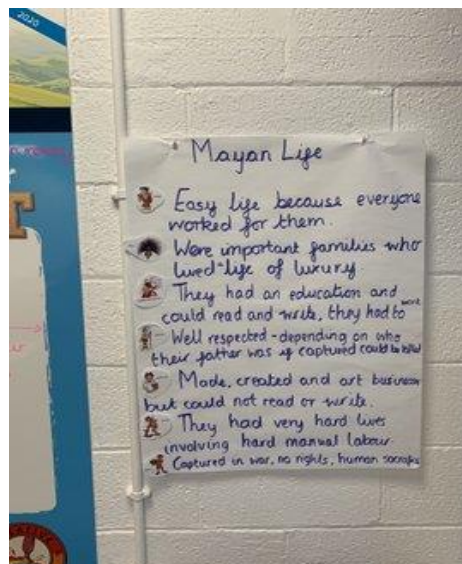 2020
Mayan Life
Easy life because everyone
worked for them.
Were important families who
lived life of luxury
They had an education and
could read and write, they had to work
Well respected - depending on who
their father was if captured could be killed
Made, created and art business
but could not read or write.
They had very hard lives
involving hard manual labour.
Captured in war, no rights, human